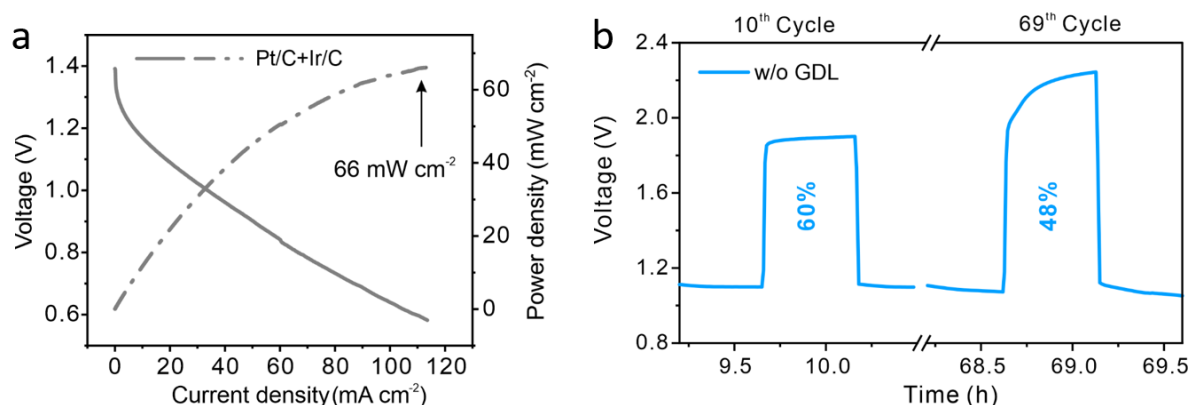 a
Pt/C+Ir/C
66 mW cm⁻²
Voltage (V)
1.4
1.2
1.0
0.8
0.6
Power density (mW cm⁻²)
60
40
20
0
0 20 40 60 80 100 120
Current density(mA cm⁻²)
b
10th Cycle 69th Cycle
w/o GDL
Voltage (V)
2.4
2.0
1.6
1.2
0.8
60%
48%
9.5 10.0 68.5 69.0 69.5
Time (h)